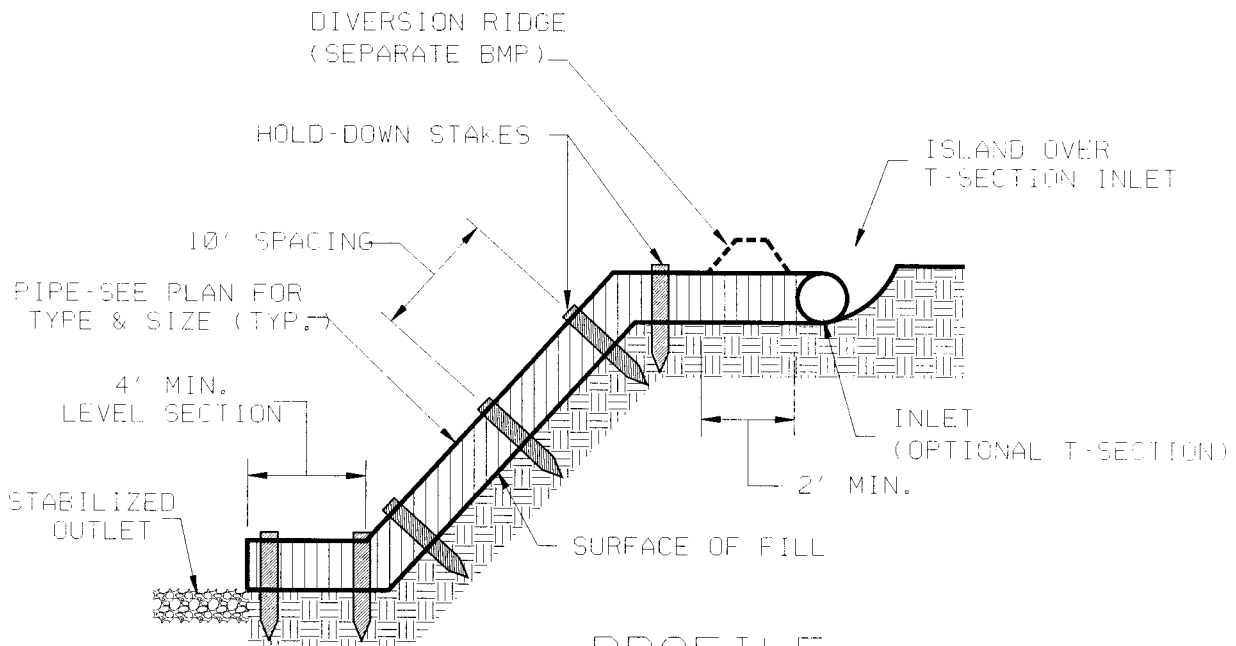 DIVERSION RIDGE
(SEPARATE BMP)
HOLD-DOWN STAKES
ISLAND OVER
T-SECTION INLET
10' SPACING
PIPE-SEE PLAN FOR
TYPE & SIZE (TYP.)
4' MIN.
LEVEL SECTION
INLET
(OPTIONAL T-SECTION)
2' MIN.
STABILIZED
OUTLET
SURFACE OF FILL
PROFILE